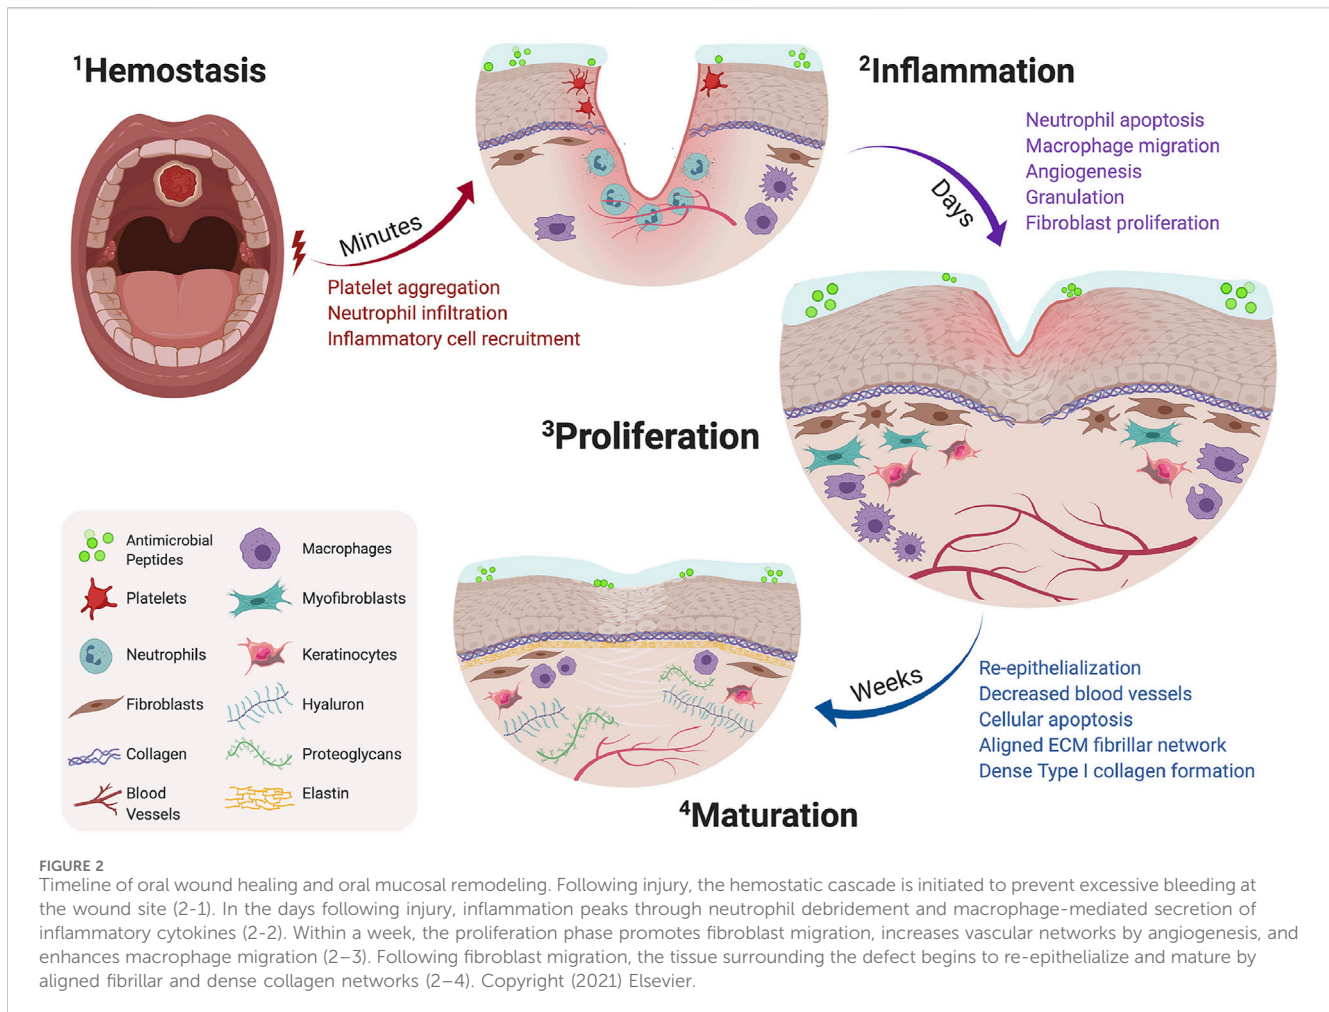 ¹Hemostasis
Minutes
Platelet aggregation
Neutrophil infiltration
Inflammatory cell recruitment
²Inflammation
Days
Neutrophil apoptosis
Macrophage migration
Angiogenesis
Granulation
Fibroblast proliferation
³Proliferation
Antimicrobial
Peptides
Macrophages
Platelets
Myofibroblasts
Neutrophils
Keratinocytes
Fibroblasts
Hyaluron
Collagen
Proteoglycans
Blood
Vessels
Elastin
Weeks
Re-epithelialization
Decreased blood vessels
Cellular apoptosis
Aligned ECM fibrillar network
Dense Type I collagen formation
⁴Maturation
FIGURE 2
Timeline of oral wound healing and oral mucosal remodeling. Following injury, the hemostatic cascade is initiated to prevent excessive bleeding at
the wound site (2-1). In the days following injury, inflammation peaks through neutrophil debridement and macrophage-mediated secretion of
inflammatory cytokines (2-2). Within a week, the proliferation phase promotes fibroblast migration, increases vascular networks by angiogenesis, and
enhances macrophage migration (2–3). Following fibroblast migration, the tissue surrounding the defect begins to re-epithelialize and mature by
aligned fibrillar and dense collagen networks (2–4). Copyright (2021) Elsevier.